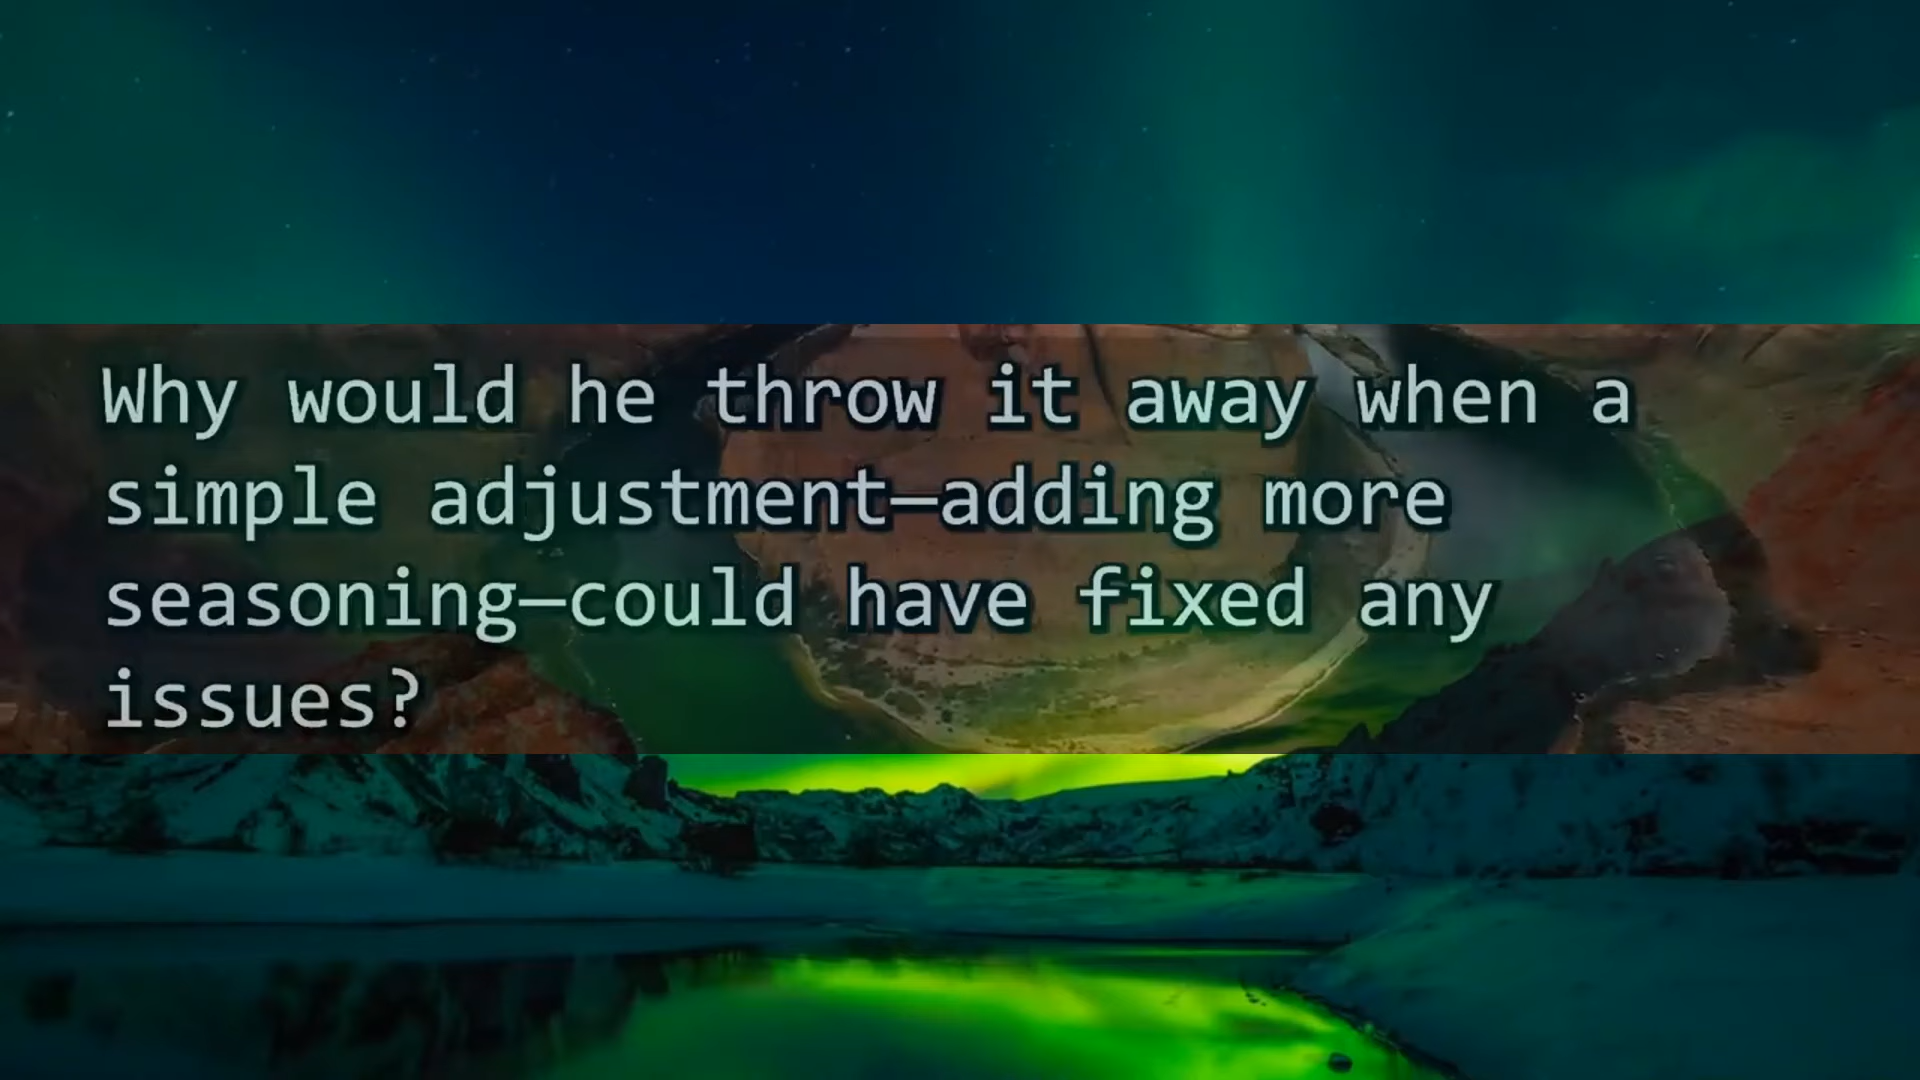 Why would he throw it away when a
simple adjustment—adding more
seasoning—could have fixed any
issues?